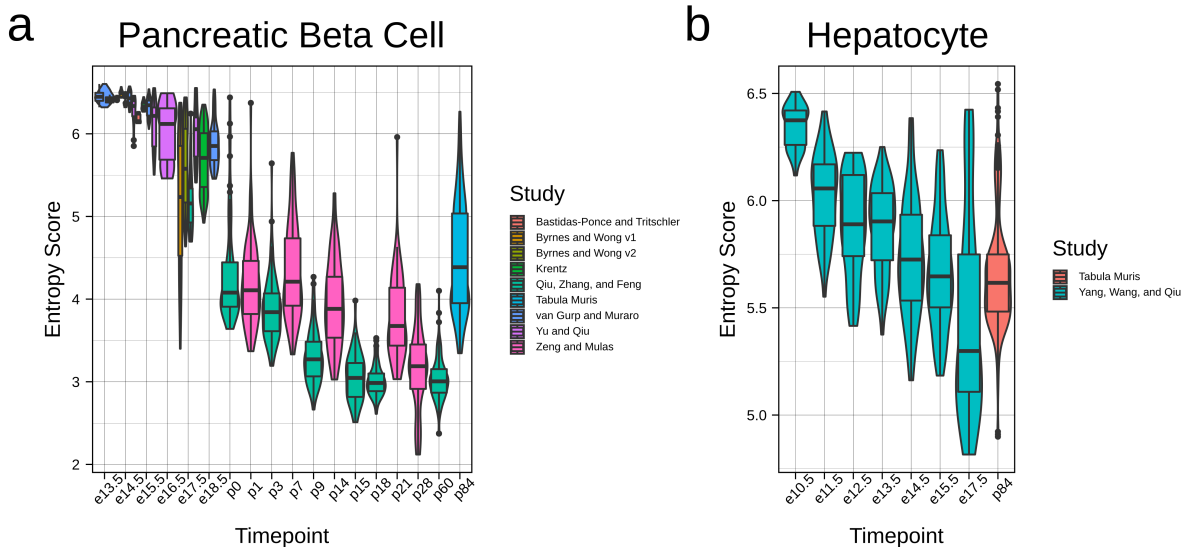 a
Pancreatic Beta Cell
Entropy Score
6
5
4
3
2
e13.5
e14.5
e15.5
e16.5
e17.5
e18.5
p0
p1
p3
p7
p9
p14
p15
p18
p21
p28
p60
p84
Timepoint
Study
Bastidas-Ponce and Tritschler
Byrnes and Wong v1
Byrnes and Wong v2
Krentz
Qiu, Zhang, and Feng
Tabula Muris
van Gurp and Muraro
Yu and Qiu
Zeng and Mulas
b
Hepatocyte
Entropy Score
6.5
6.0
5.5
5.0
e10.5
e11.5
e12.5
e13.5
e14.5
e15.5
e17.5
p84
Timepoint
Study
Tabula Muris
Yang, Wang, and Qiu